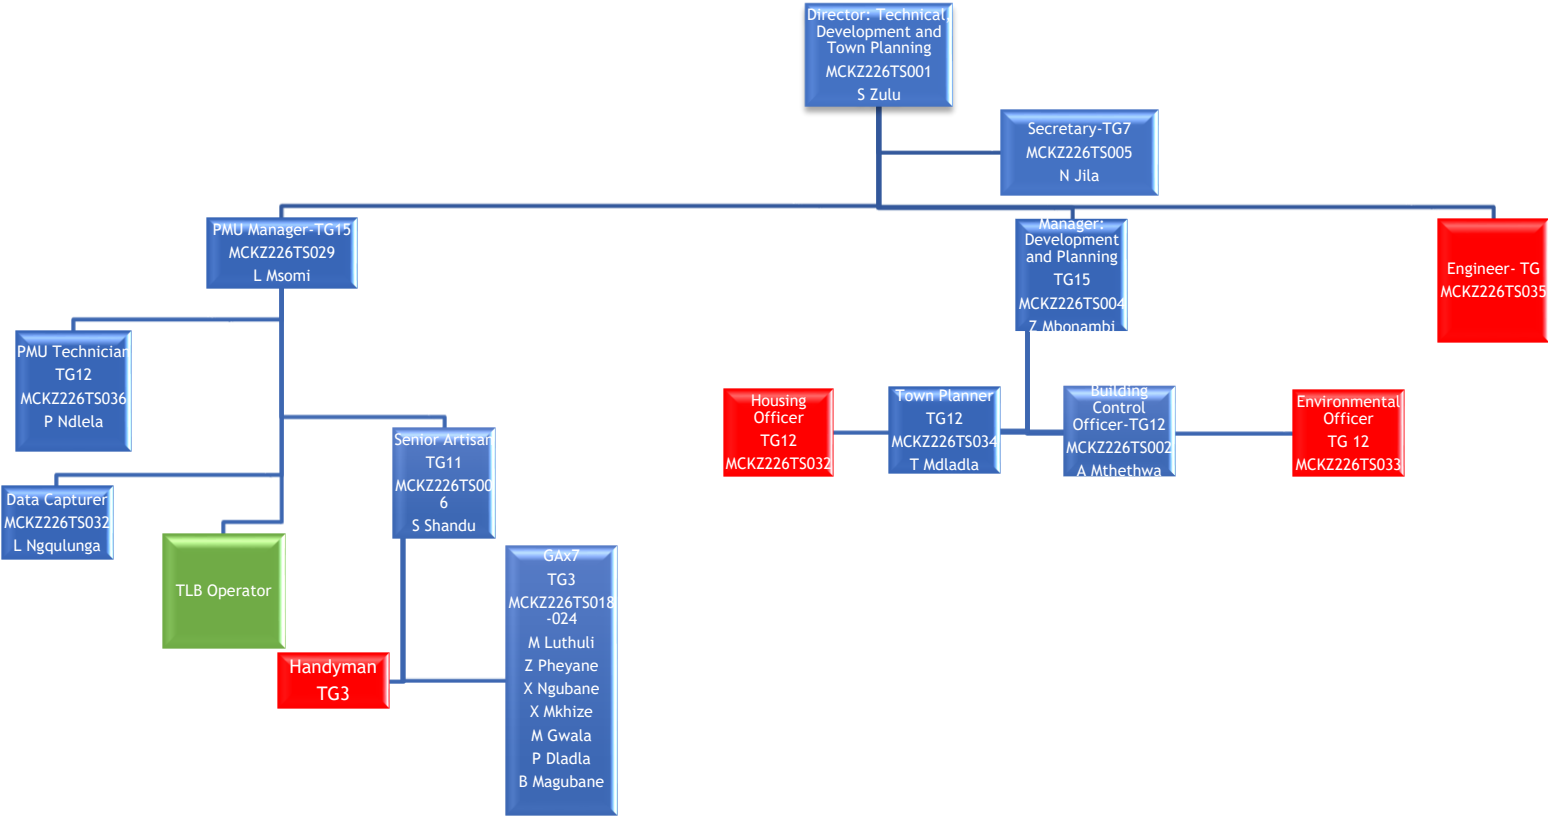 Director: Technical,
Development and
Town Planning
MCKZ226TS001
S Zulu
Secretary-TG7
MCKZ226TS005
N Jila
PMU Manager-TG15
MCKZ226TS029
L Msomi
Manager:
Development
and Planning
TG15
MCKZ226TS004
Z Mbonambi
Engineer- TG
MCKZ226TS035
PMU Technician
TG12
MCKZ226TS036
P Ndlela
Housing
Officer
TG12
MCKZ226TS032
Town Planner
TG12
MCKZ226TS034
T Mdladla
Building
Control
Officer-TG12
MCKZ226TS002
A Mthethwa
Environmental
Officer
TG 12
MCKZ226TS033
Senior Artisan
TG11
MCKZ226TS00
6
S Shandu
Data Capturer
MCKZ226TS032
L Ngqulunga
TLB Operator
Handyman
TG3
GAx7
TG3
MCKZ226TS018
-024
M Luthuli
Z Pheyane
X Ngubane
X Mkhize
M Gwala
P Dladla
B Magubane